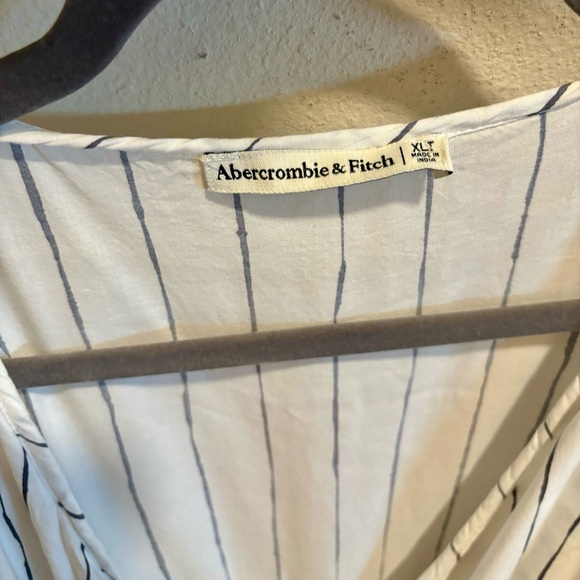 Abercrombie & Fitch | XLT
MADE IN
INDIA